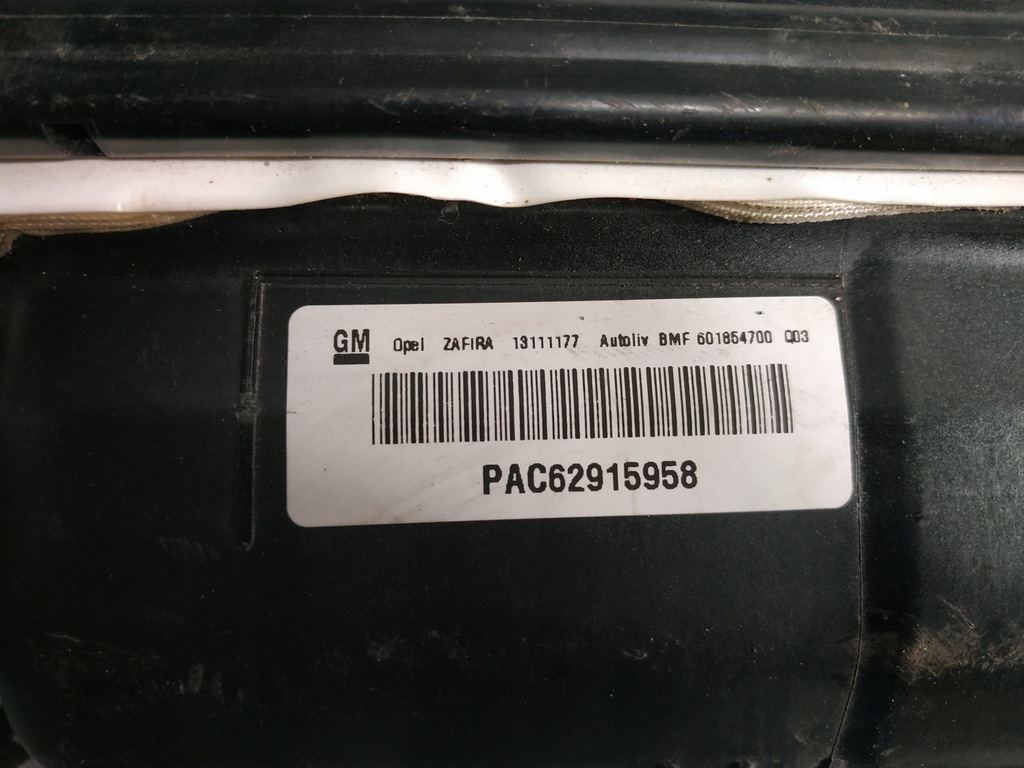 GM Opel ZAFIRA 13111177 Autoliv BMF 601854700 Q03
PAC62915958